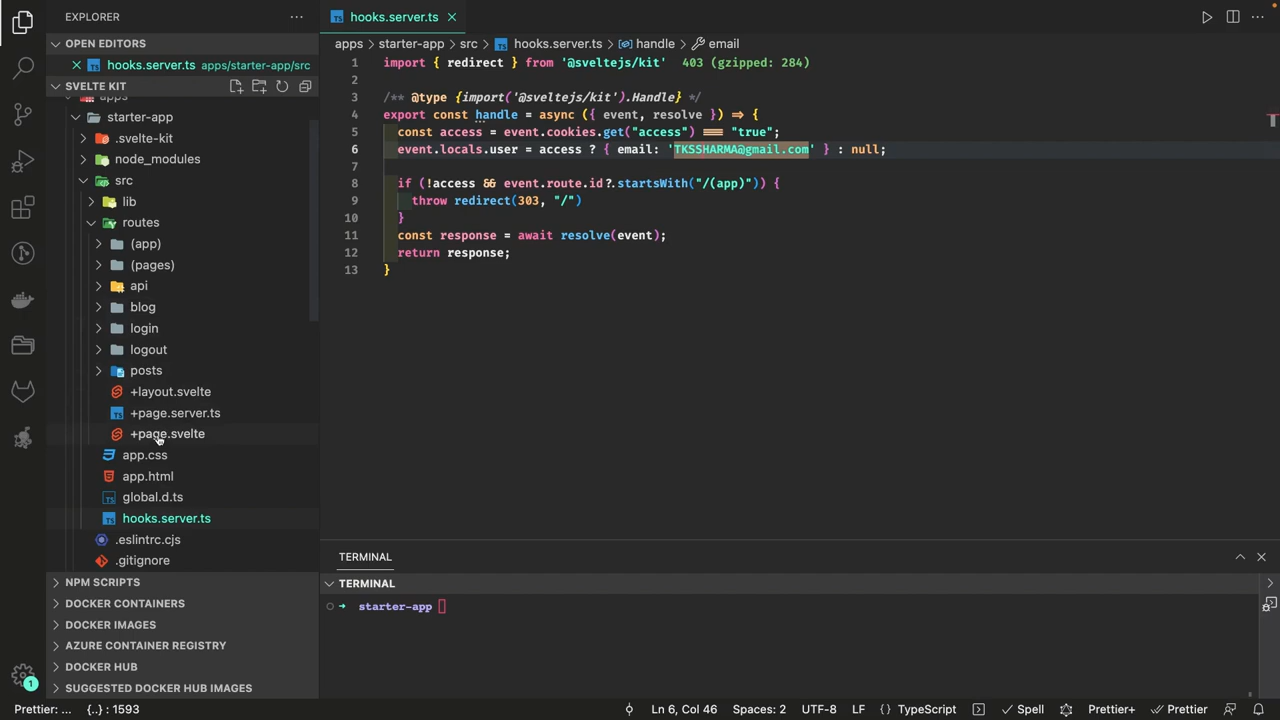 EXPLORER
OPEN EDITORS
hooks.server.ts apps/starter-app/src
SVELTE KIT
apps
starter-app
.svelte-kit
node_modules
src
lib
routes
(app)
(pages)
api
blog
login
logout
posts
+layout.svelte
+page.server.ts
+page.svelte
app.css
app.html
global.d.ts
hooks.server.ts
.eslintrc.cjs
.gitignore
NPM SCRIPTS
DOCKER CONTAINERS
DOCKER IMAGES
AZURE CONTAINER REGISTRY
DOCKER HUB
SUGGESTED DOCKER HUB IMAGES
hooks.server.ts
apps > starter-app > src > hooks.server.ts > handle > email
1 import { redirect } from '@sveltejs/kit' 403 (gzipped: 284)
2
3 /** @type {import('@sveltejs/kit').Handle} */
4 export const handle = async ({ event, resolve }) => {
5 const access = event.cookies.get("access") === "true";
6 event.locals.user = access ? { email: 'TKSSHARMA@gmail.com' } : null;
7
8 if (!access && event.route.id?.startsWith("/(app)")) {
9 throw redirect(303, "/")
10 }
11 const response = await resolve(event);
12 return response;
13 }
TERMINAL
TERMINAL
→ starter-app
1
Prettier: ... {..} : 1593 Ln 6, Col 46 Spaces: 2 UTF-8 LF { } TypeScript Spell Prettier+ Prettier